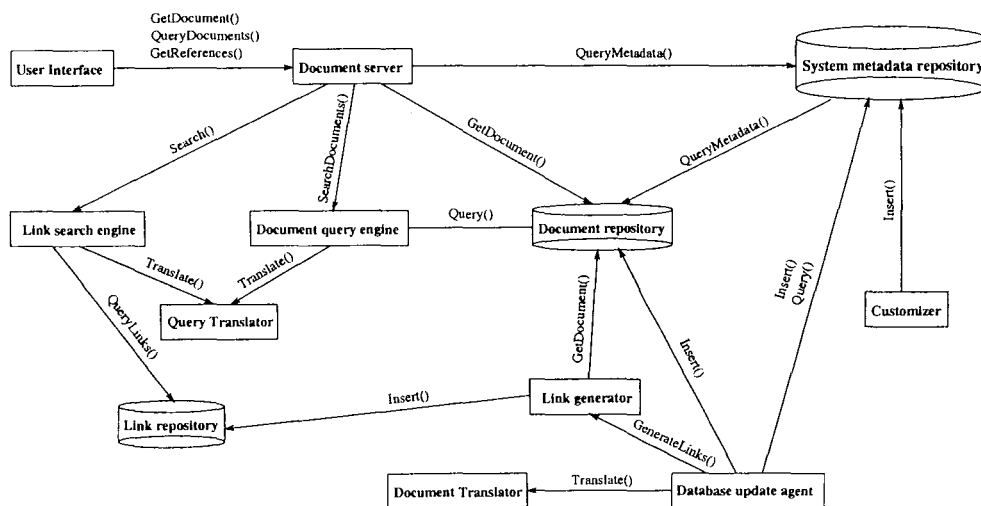 GetDocument()
QueryDocuments()
GetReferences()
User Interface
Document server
QueryMetadata()
System metadata repository
Search()
SearchDocuments()
GetDocument()
QueryMetadata()
Insert()
Link search engine
Document query engine
Query()
Document repository
Translate()
Translate()
Query Translator
QueryLinks()
GetDocument()
Insert()
Insert()
Query()
Customizer
Link repository
Insert()
Link generator
GenerateLinks()
Document Translator
Translate()
Database update agent